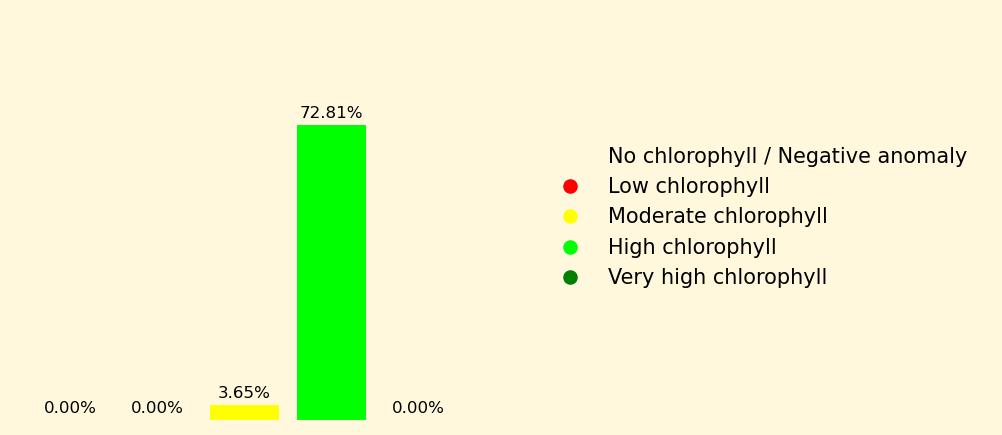 72.81%
No chlorophyll / Negative anomaly
Low chlorophyll
Moderate chlorophyll
High chlorophyll
Very high chlorophyll
3.65%
0.00% 0.00% 0.00%